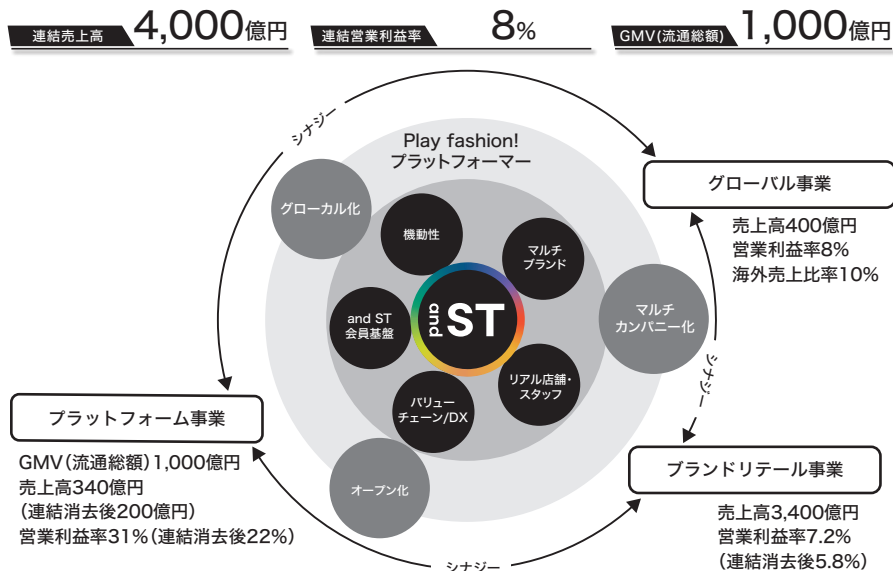 連結売上高 4,000億円
連結営業利益率 8%
GMV(流通総額) 1,000億円
シナジー
Play fashion!
プラットフォーマー
グローカル化
機動性
マルチ
ブランド
and ST
会員基盤
and ST
リアル店舗・
スタッフ
バリュー
チェーン/DX
マルチ
カンパニー化
オープン化
グローバル事業
売上高400億円
営業利益率8%
海外売上比率10%
シナジー
プラットフォーム事業
GMV(流通総額)1,000億円
売上高340億円
(連結消去後200億円)
営業利益率31%(連結消去後22%)
ブランドリテール事業
売上高3,400億円
営業利益率7.2%
(連結消去後5.8%)
シナジー